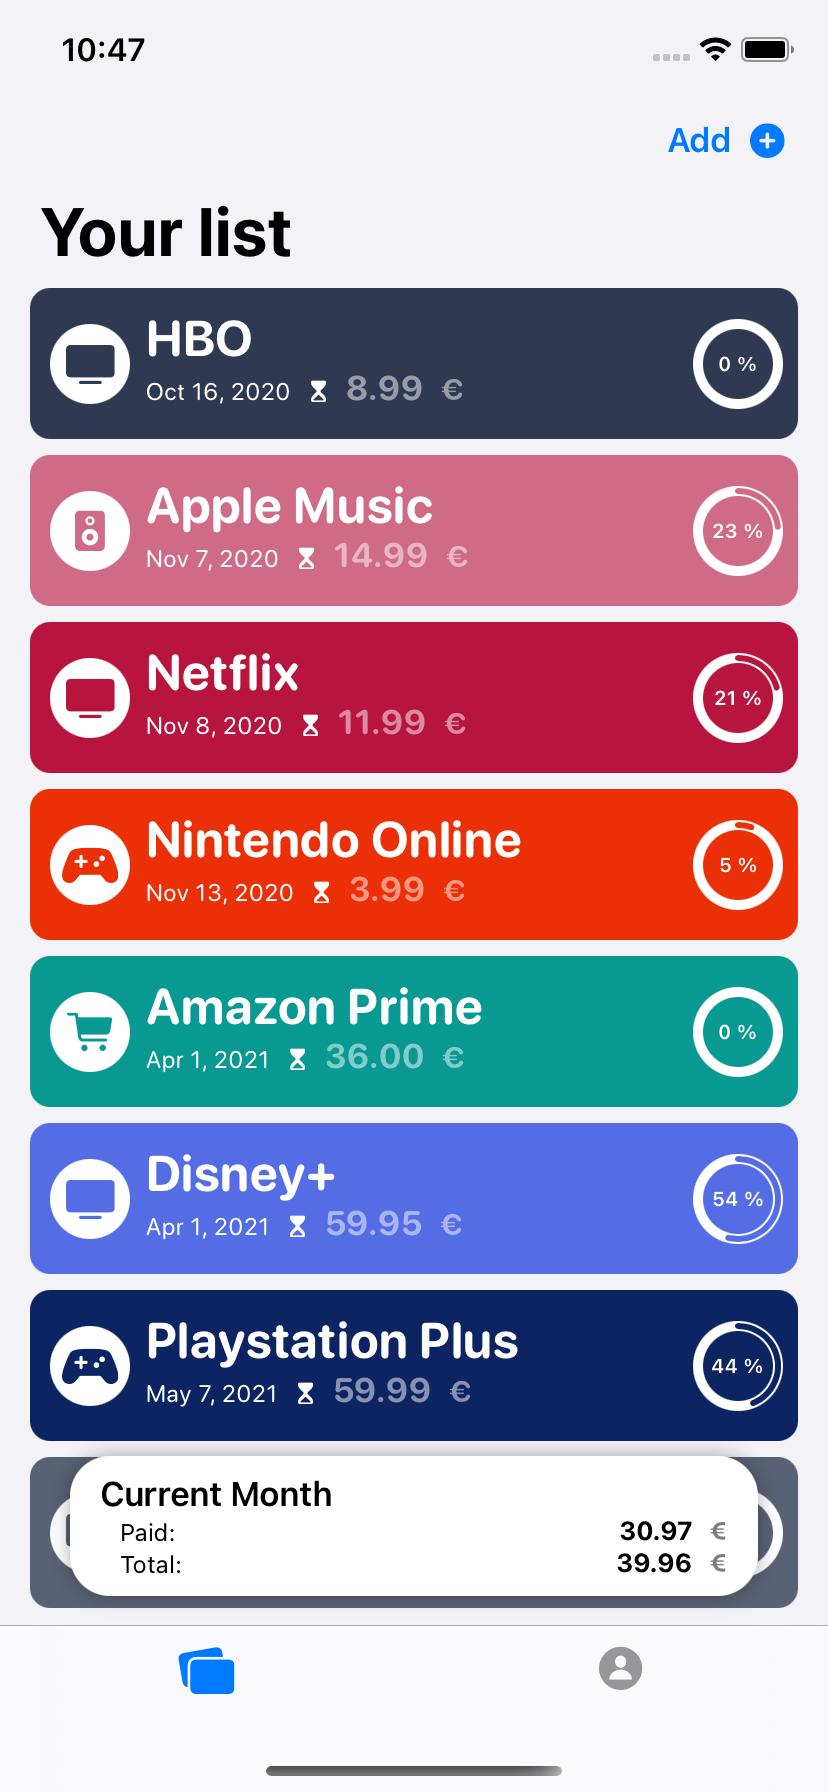 10:47
Add
Your list
HBO
Oct 16, 2020 8.99 €
0 %
Apple Music
Nov 7, 2020 14.99 €
23 %
Netflix
Nov 8, 2020 11.99 €
21 %
Nintendo Online
Nov 13, 2020 3.99 €
5 %
Amazon Prime
Apr 1, 2021 36.00 €
0 %
Disney+
Apr 1, 2021 59.95 €
54 %
Playstation Plus
May 7, 2021 59.99 €
44 %
Current Month
Paid: 30.97 €
Total: 39.96 €